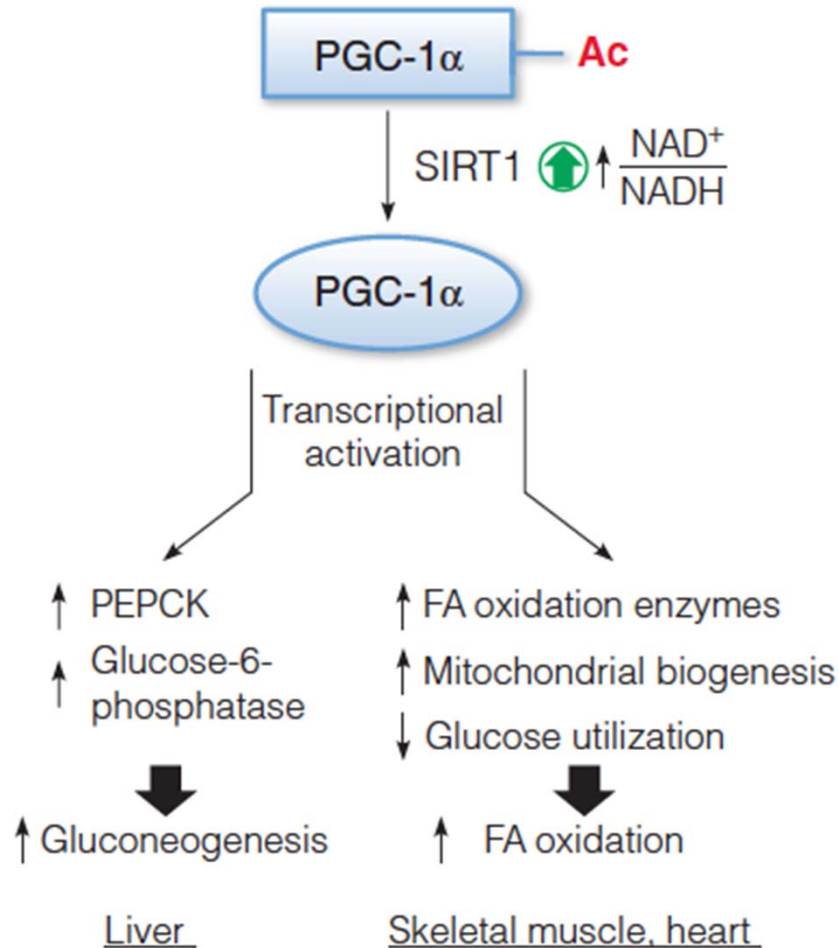 PGC-1α Ac
SIRT1 ↑ ↑ NAD⁺
NADH
PGC-1α
Transcriptional
activation
↑ PEPCK
↑ Glucose-6-
phosphatase
↑ Gluconeogenesis
Liver
↑ FA oxidation enzymes
↑ Mitochondrial biogenesis
↓ Glucose utilization
↑ FA oxidation
Skeletal muscle, heart